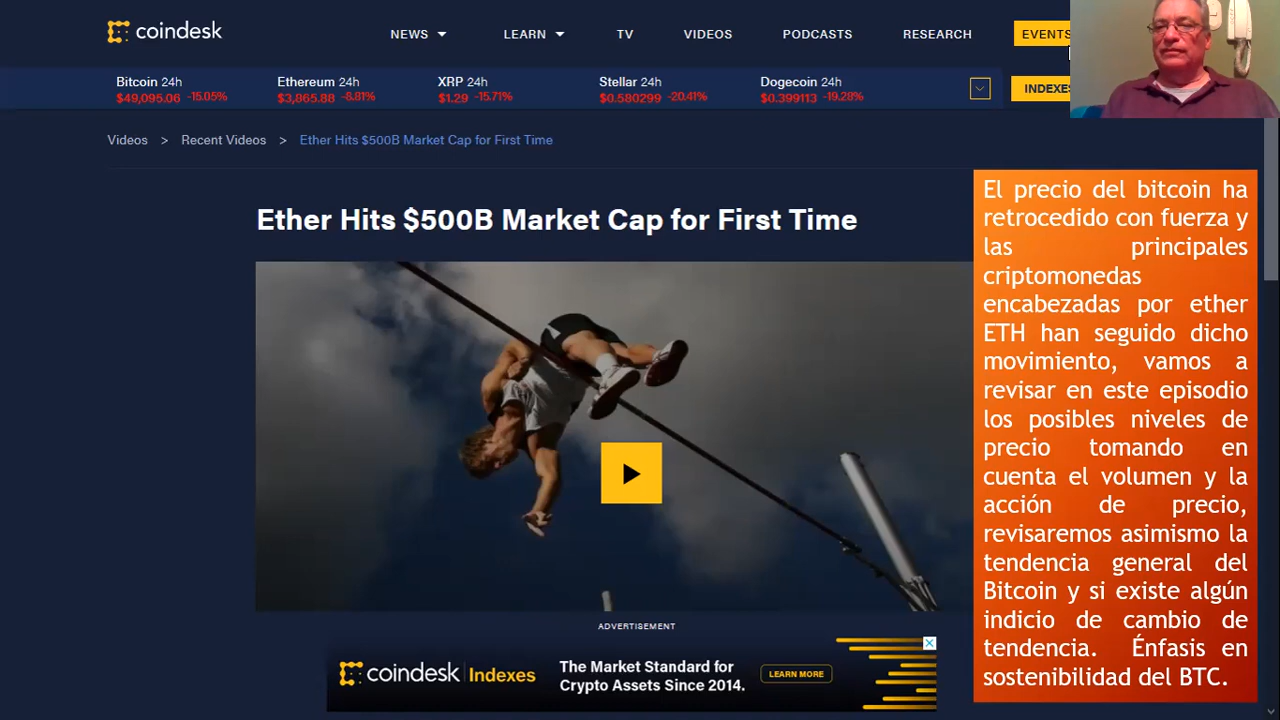 coindesk
NEWS LEARN TV VIDEOS PODCASTS RESEARCH EVENTS
Bitcoin 24h Ethereum 24h XRP 24h Stellar 24h Dogecoin 24h
$49,095.06 -15.05% $3,865.88 -8.81% $1.29 -15.71% $0.580299 -20.41% $0.399113 -19.28%
INDEXES
Videos > Recent Videos > Ether Hits $500B Market Cap for First Time
Ether Hits $500B Market Cap for First Time
El precio del bitcoin ha
retrocedido con fuerza y
las principales
criptomonedas
encabezadas por ether
ETH han seguido dicho
movimiento, vamos a
revisar en este episodio
los posibles niveles de
precio tomando en
cuenta el volumen y la
acción de precio,
revisaremos asimismo la
tendencia general del
Bitcoin y si existe algún
indicio de cambio de
tendencia. Énfasis en
sostenibilidad del BTC.
ADVERTISEMENT
coindesk Indexes
The Market Standard for
Crypto Assets Since 2014.
LEARN MORE